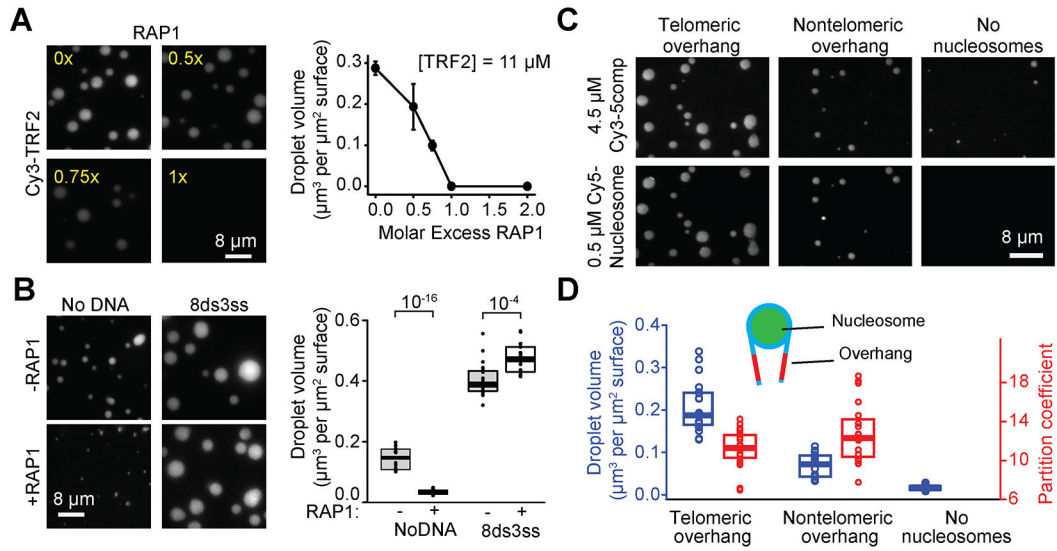 A
RAP1
0x
0.5x
0.75x
1x
Cy3-TRF2
8 µm
[TRF2] = 11 µM
0.3
0.2
0.1
0.0
Droplet volume
(µm³ per µm² surface)
0.0 0.5 1.0 1.5 2.0
Molar Excess RAP1
B
No DNA
8ds3ss
-RAP1
+RAP1
8 µm
10⁻¹⁶
10⁻⁴
0.6
0.4
0.2
0.0
Droplet volume
(µm³ per µm² surface)
RAP1: - + - +
NoDNA 8ds3ss
C
Telomeric
overhang
Nontelomeric
overhang
No
nucleosomes
4.5 µM
Cy3-5comp
0.5 µM Cy5-
Nucleosome
8 µm
D
Nucleosome
Overhang
0.4
0.3
0.2
0.1
0.0
Droplet volume
(µm³ per µm² surface)
18
14
10
6
Partition coefficient
Telomeric
overhang
Nontelomeric
overhang
No
nucleosomes